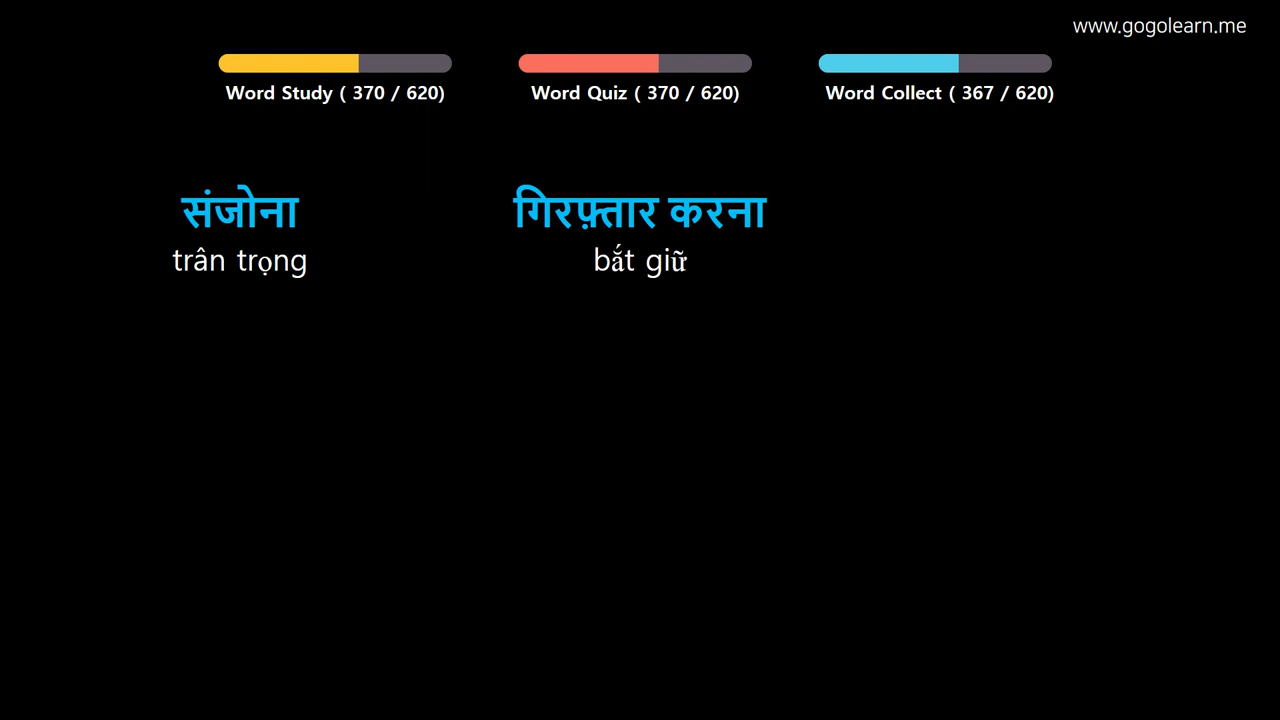 www.gogolearn.me
Word Study ( 370 / 620)
Word Quiz ( 370 / 620)
Word Collect ( 367 / 620)
संजोना
trân trọng
गिरफ़्तार करना
bắt giữ